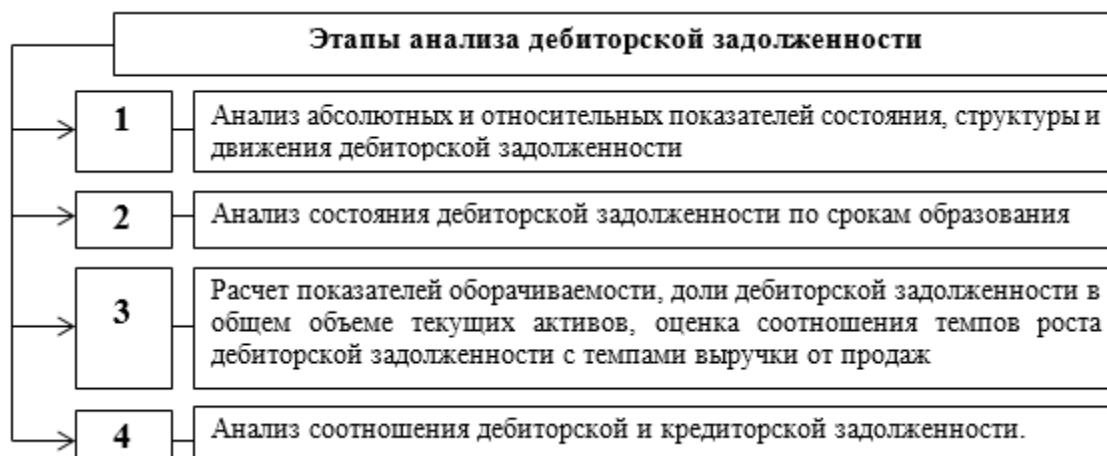 Этапы анализа дебиторской задолженности
1
Анализ абсолютных и относительных показателей состояния, структуры и
движения дебиторской задолженности
2
Анализ состояния дебиторской задолженности по срокам образования
3
Расчет показателей оборачиваемости, доли дебиторской задолженности в
общем объеме текущих активов, оценка соотношения темпов роста
дебиторской задолженности с темпами выручки от продаж
4
Анализ соотношения дебиторской и кредиторской задолженности.